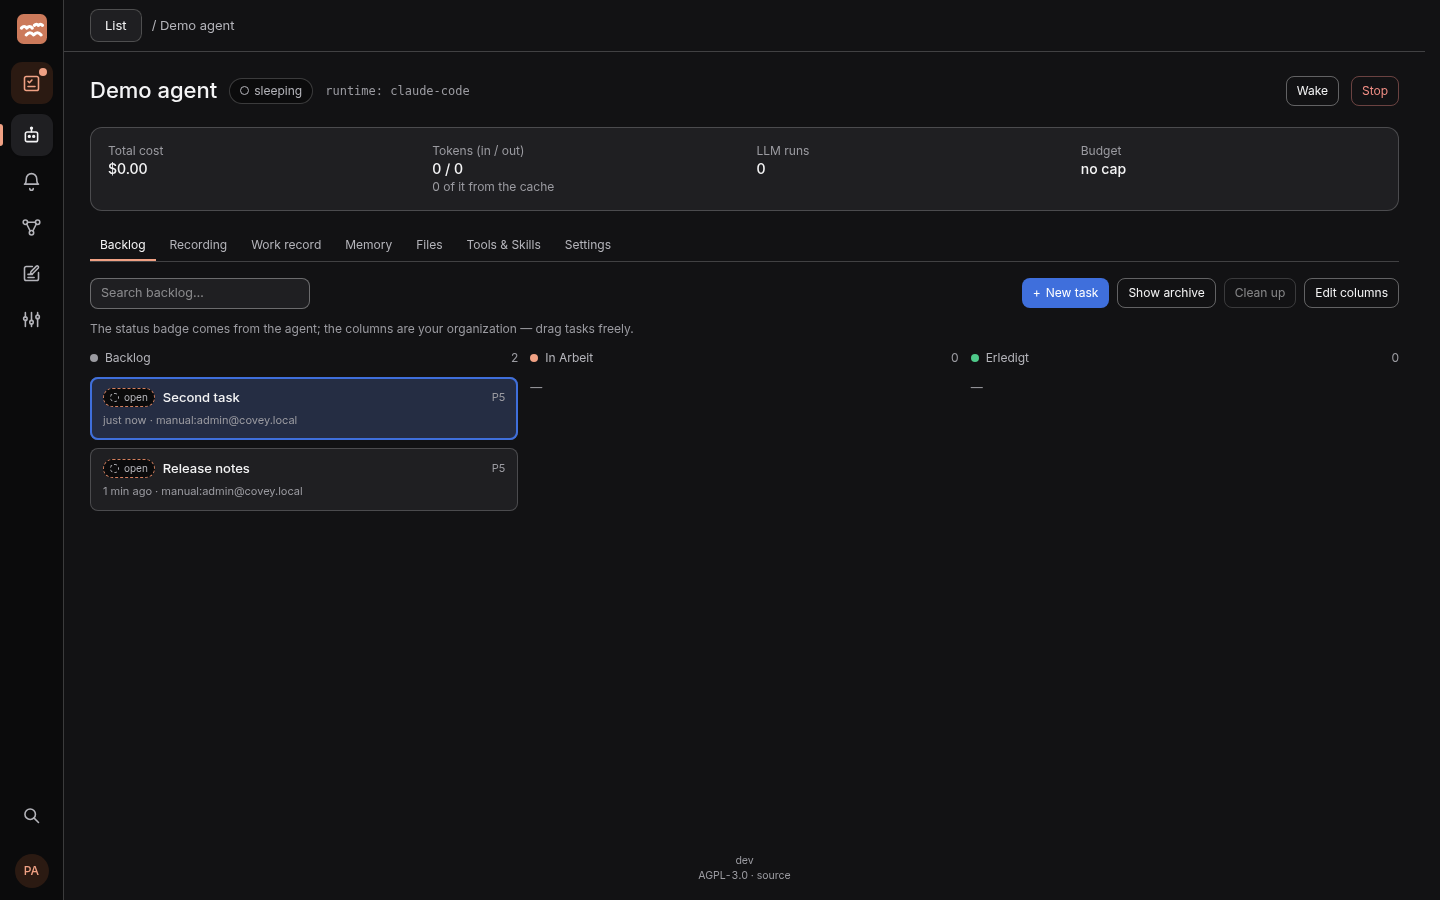 List / Demo agent
Demo agent sleeping runtime: claude-code Wake Stop
Total cost Tokens (in / out) LLM runs Budget
$0.00 0 / 0 0 no cap
0 of it from the cache
Backlog Recording Work record Memory Files Tools & Skills Settings
Search backlog... + New task Show archive Clean up Edit columns
The status badge comes from the agent; the columns are your organization — drag tasks freely.
Backlog 2 In Arbeit 0 Erledigt 0
open Second task P5
just now · manual:admin@covey.local
— —
open Release notes P5
1 min ago · manual:admin@covey.local
PA
dev
AGPL-3.0 · source